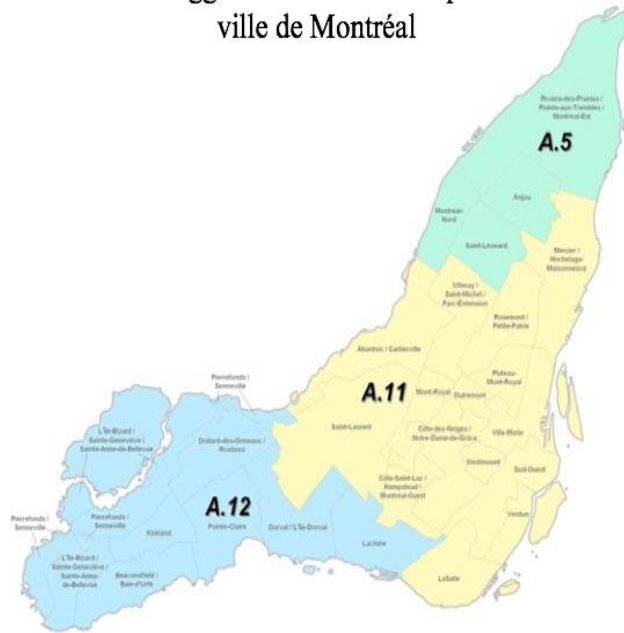 ville de Montréal
Rivière-des-Prairies /
Pointe-aux-Trembles /
Montréal-Est
A.5
Anjou
Montréal-
Nord
Saint-Léonard
Mercier /
Hochelaga-
Maisonneuve
Villeray /
Saint-Michel /
Parc-Extension
Rosemont /
Petite-Patrie
Ahuntsic / Cartierville
Plateau-
Mont-Royal
Pierrefonds /
Senneville
A.11
Mont-Royal
Outremont
L'Île-Bizard /
Sainte-Geneviève /
Sainte-Anne-de-Bellevue
Saint-Laurent
Côte-des-Neiges /
Notre-Dame-de-Grâce
Ville-Marie
Dollard-des-Ormeaux /
Roxboro
Westmount
Sud-Ouest
Côte-Saint-Luc /
Hampstead /
Montréal-Ouest
A.12
Pierrefonds /
Senneville
Pierrefonds /
Senneville
Pointe-Claire
Verdun
Kirkland
Dorval / L'Île-Dorval
Lachine
L'Île-Bizard /
Sainte-Geneviève /
Sainte-Anne-
de-Bellevue
Beaconsfield /
Baie-d'Urfé
LaSalle